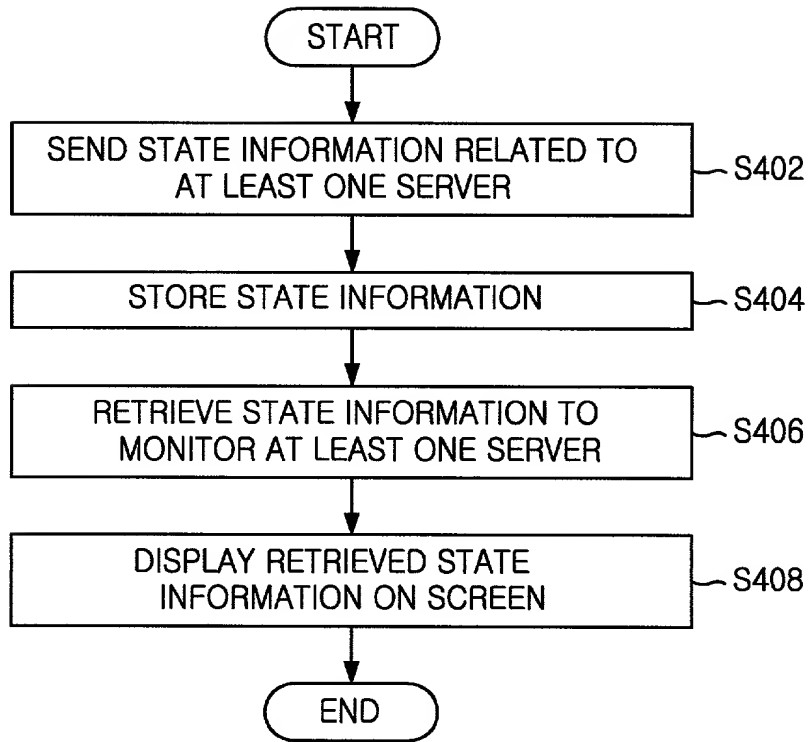 START
SEND STATE INFORMATION RELATED TO
AT LEAST ONE SERVER
S402
STORE STATE INFORMATION
S404
RETRIEVE STATE INFORMATION TO
MONITOR AT LEAST ONE SERVER
S406
DISPLAY RETRIEVED STATE
INFORMATION ON SCREEN
S408
END